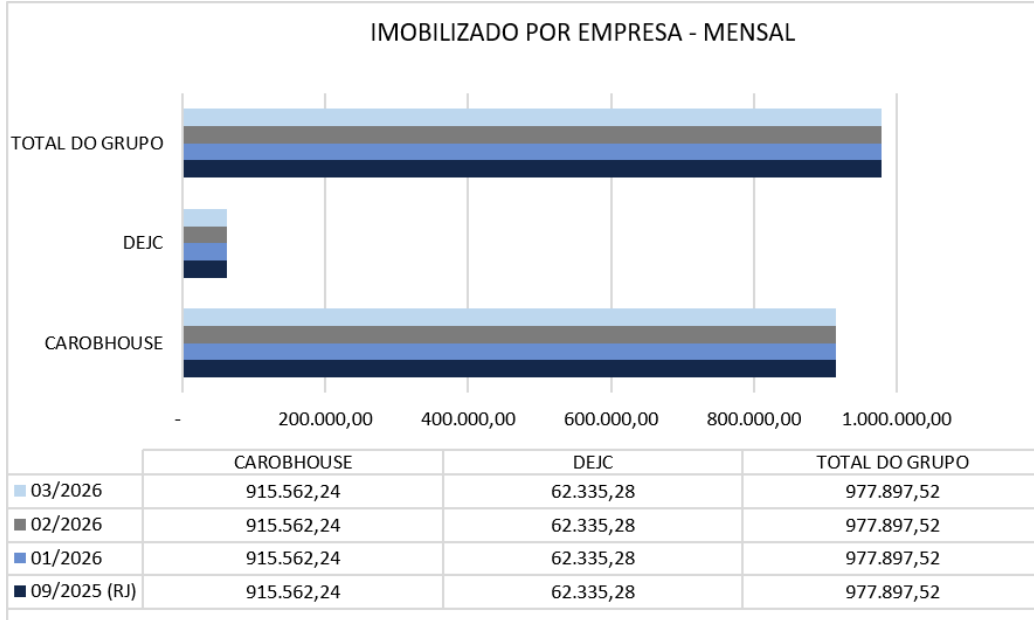 IMOBILIZADO POR EMPRESA - MENSAL
TOTAL DO GRUPO
DEJC
CAROBHOUSE
- 200.000,00 400.000,00 600.000,00 800.000,00 1.000.000,00
CAROBHOUSE DEJC TOTAL DO GRUPO
03/2026 915.562,24 62.335,28 977.897,52
02/2026 915.562,24 62.335,28 977.897,52
01/2026 915.562,24 62.335,28 977.897,52
09/2025 (RJ) 915.562,24 62.335,28 977.897,52